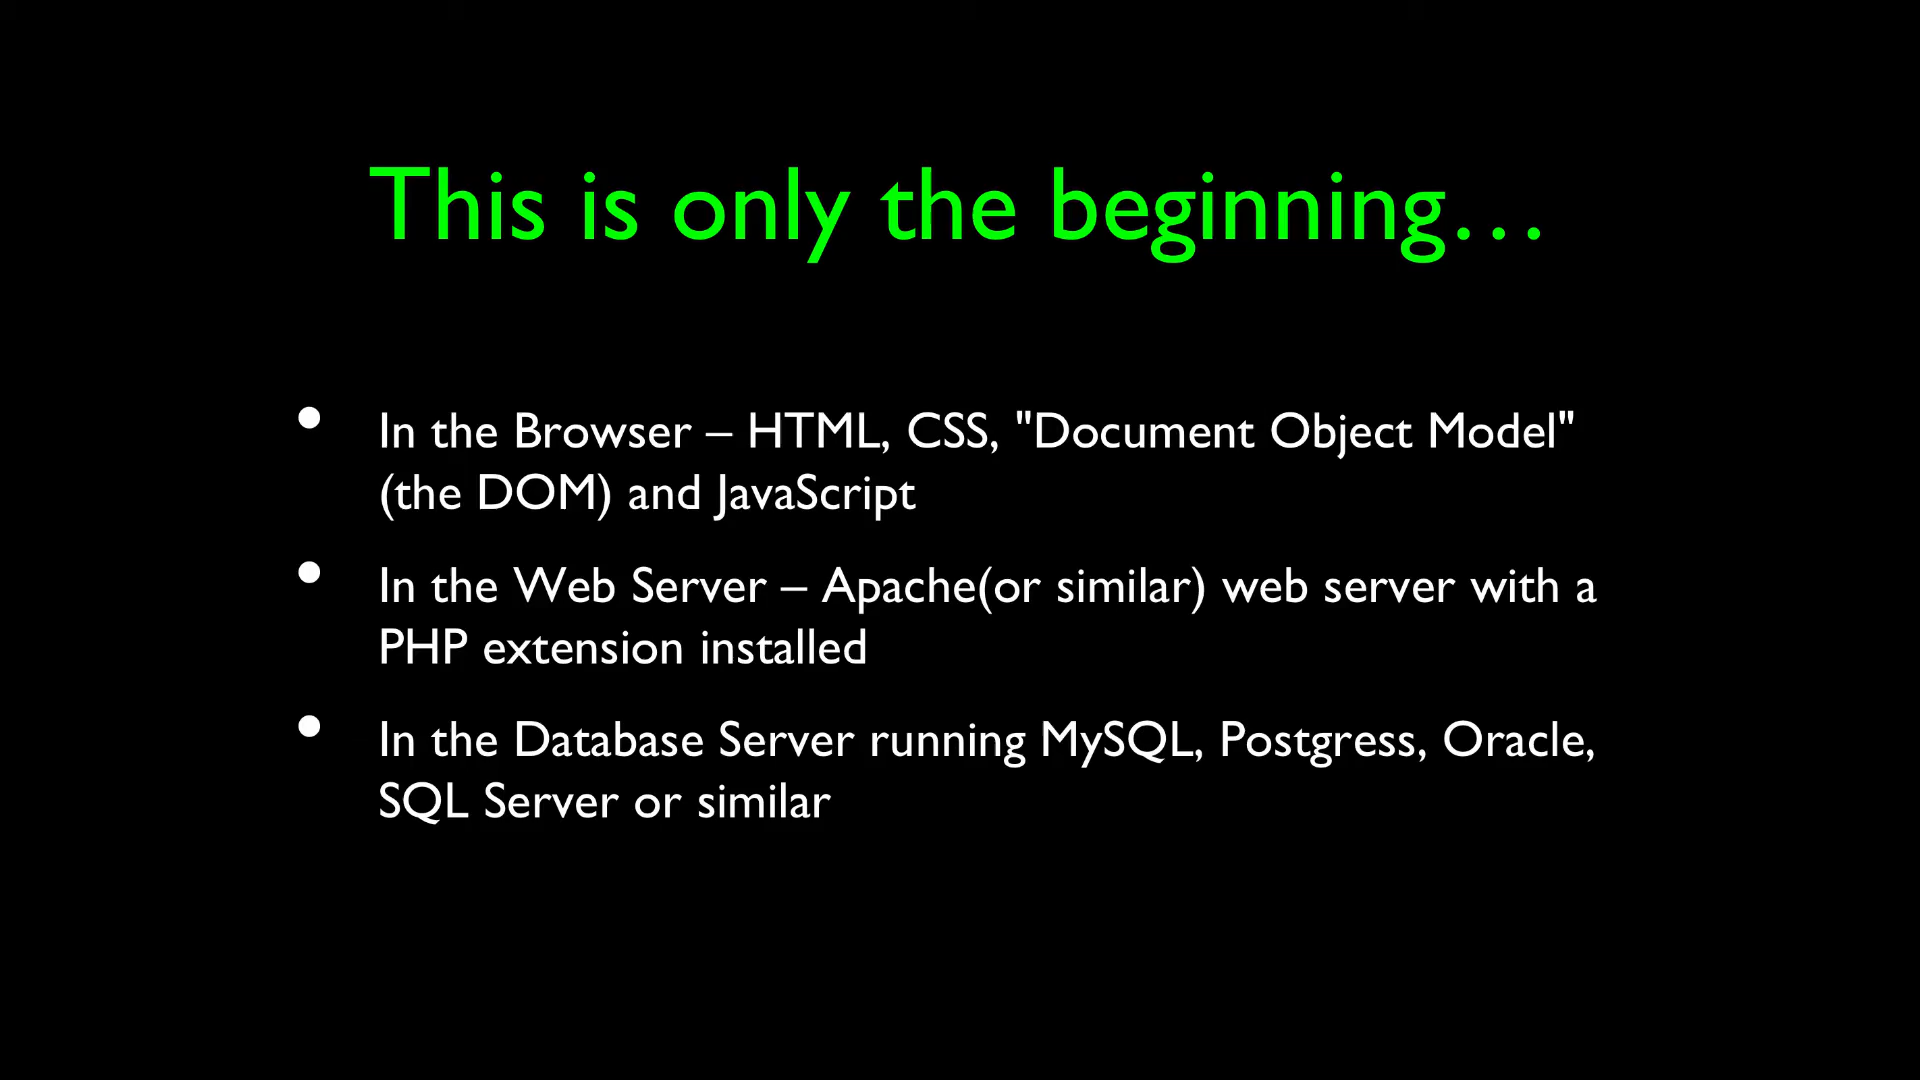 This is only the beginning…
• In the Browser – HTML, CSS, "Document Object Model"
(the DOM) and JavaScript
• In the Web Server – Apache(or similar) web server with a
PHP extension installed
• In the Database Server running MySQL, Postgress, Oracle,
SQL Server or similar